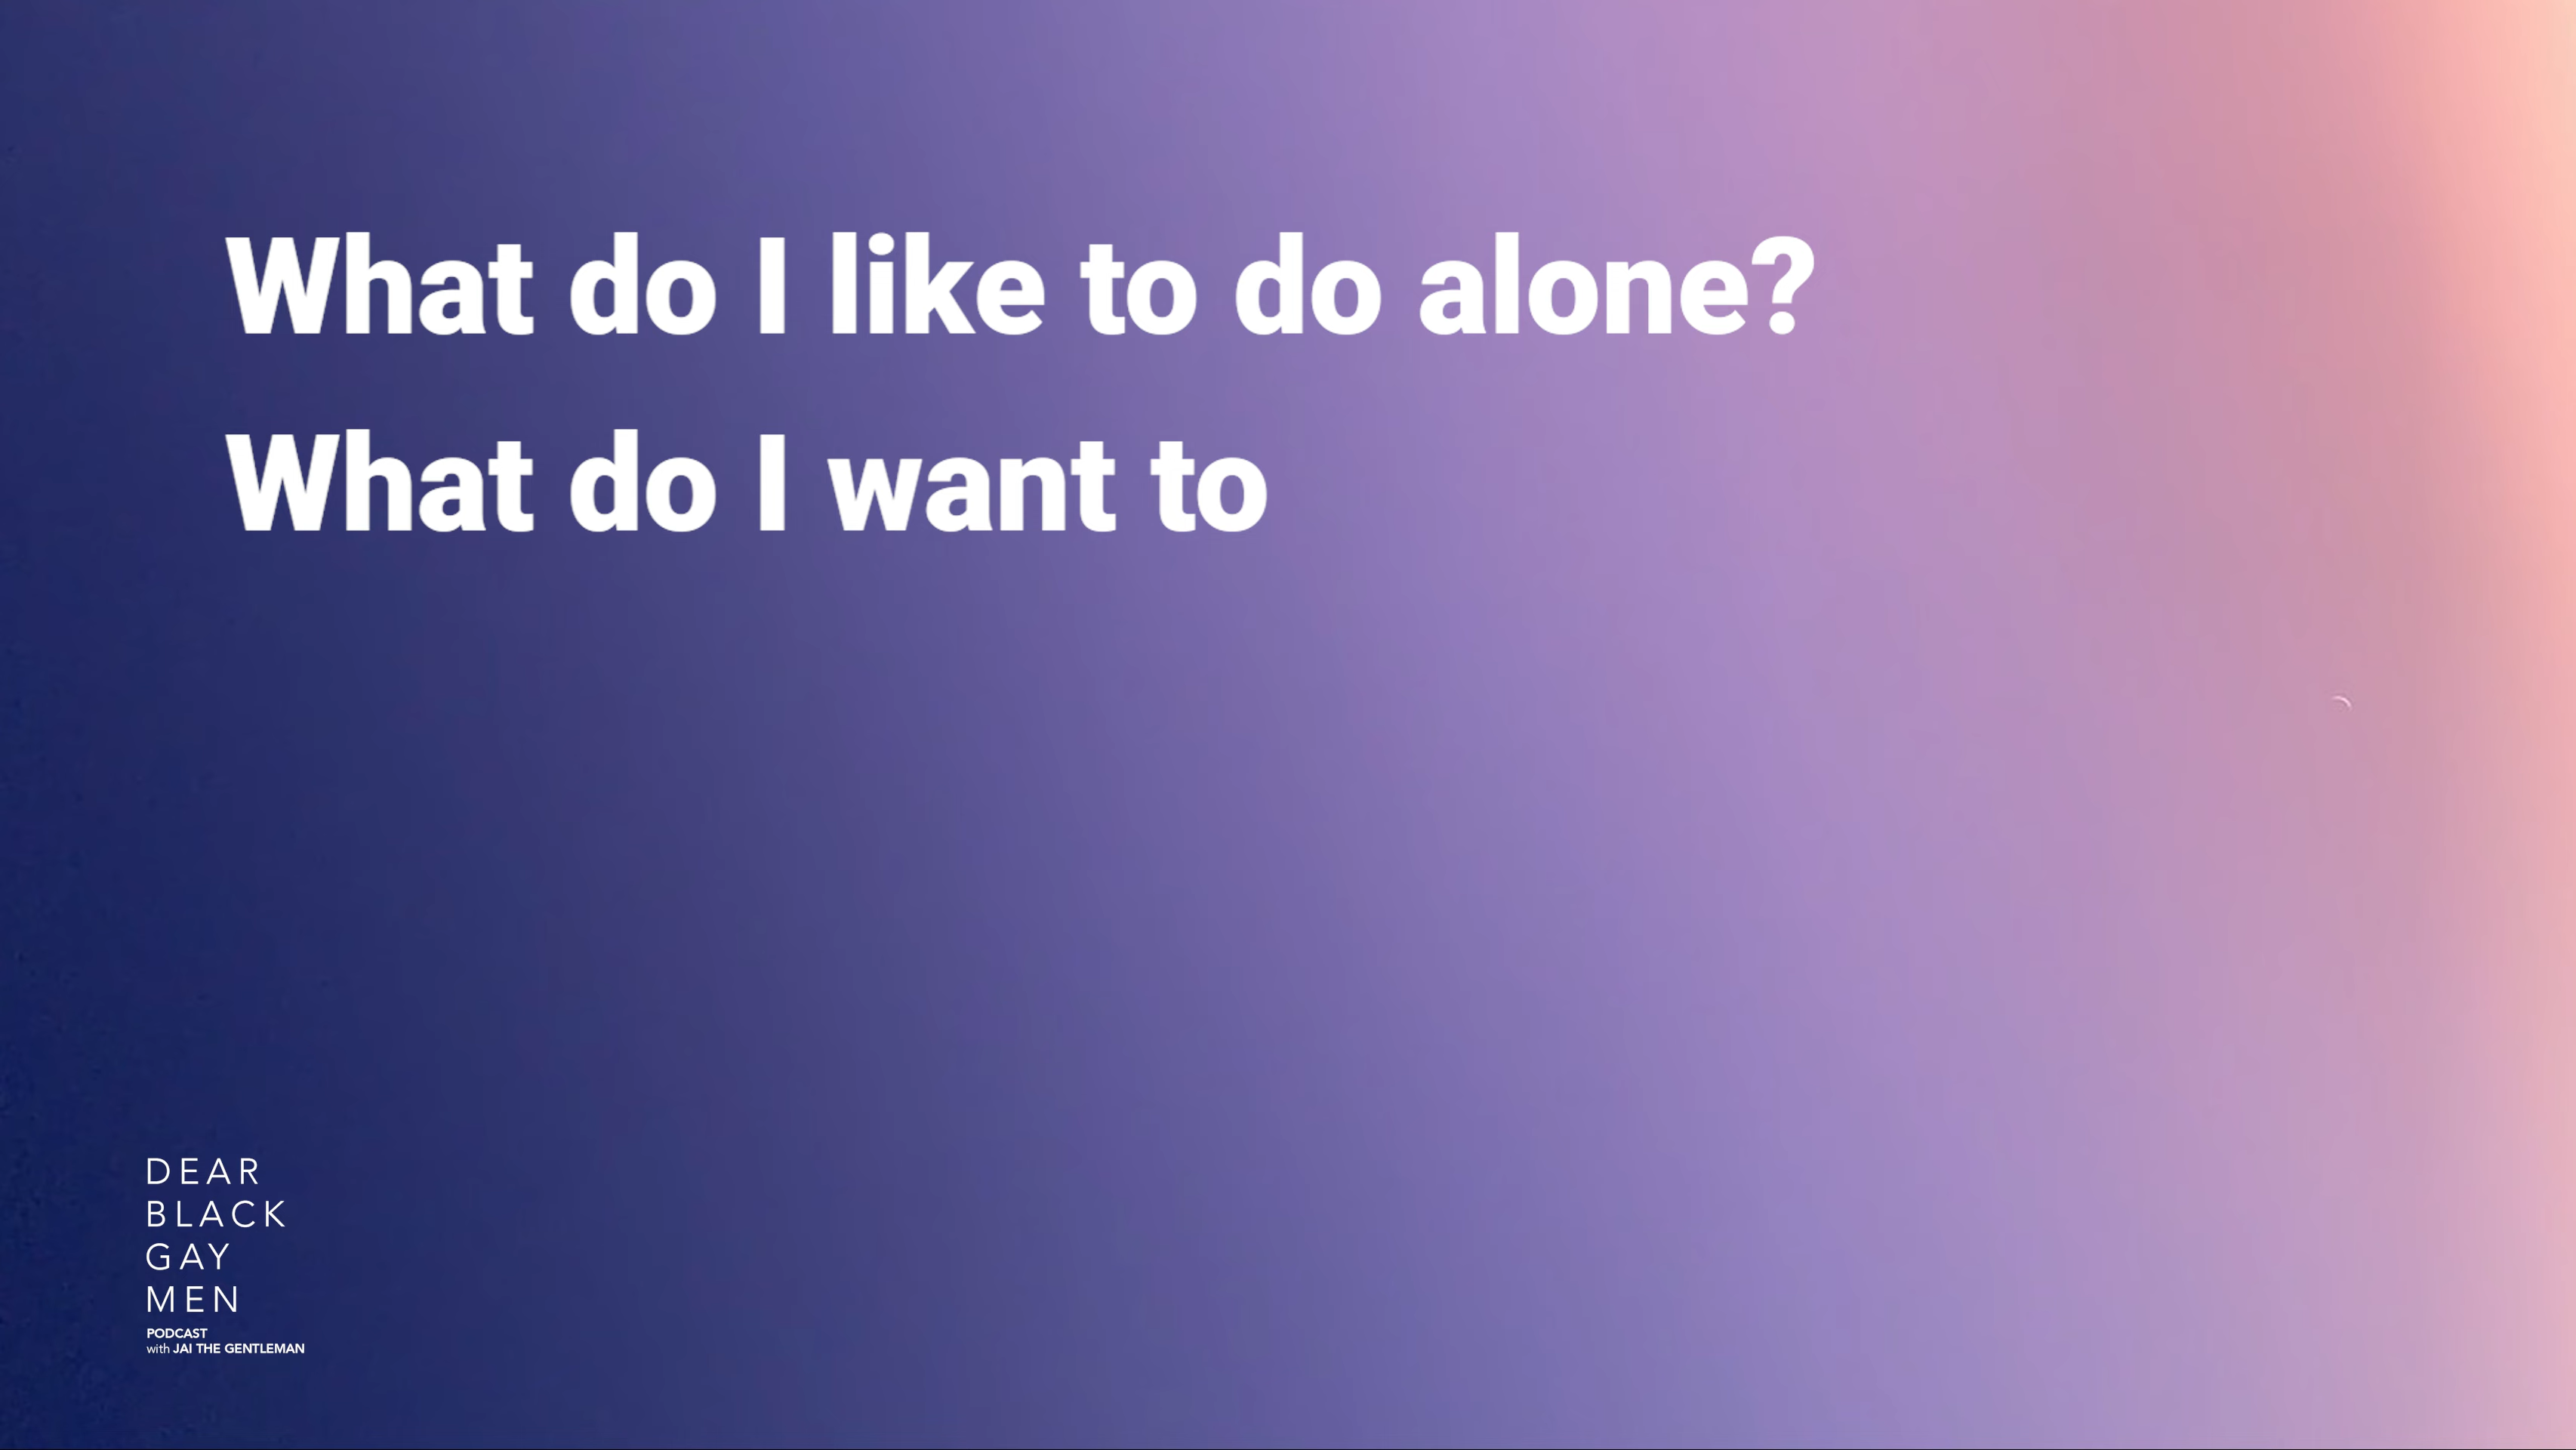 What do I like to do alone?
What do I want to
DEAR
BLACK
GAY
MEN
PODCAST
with JAI THE GENTLEMAN